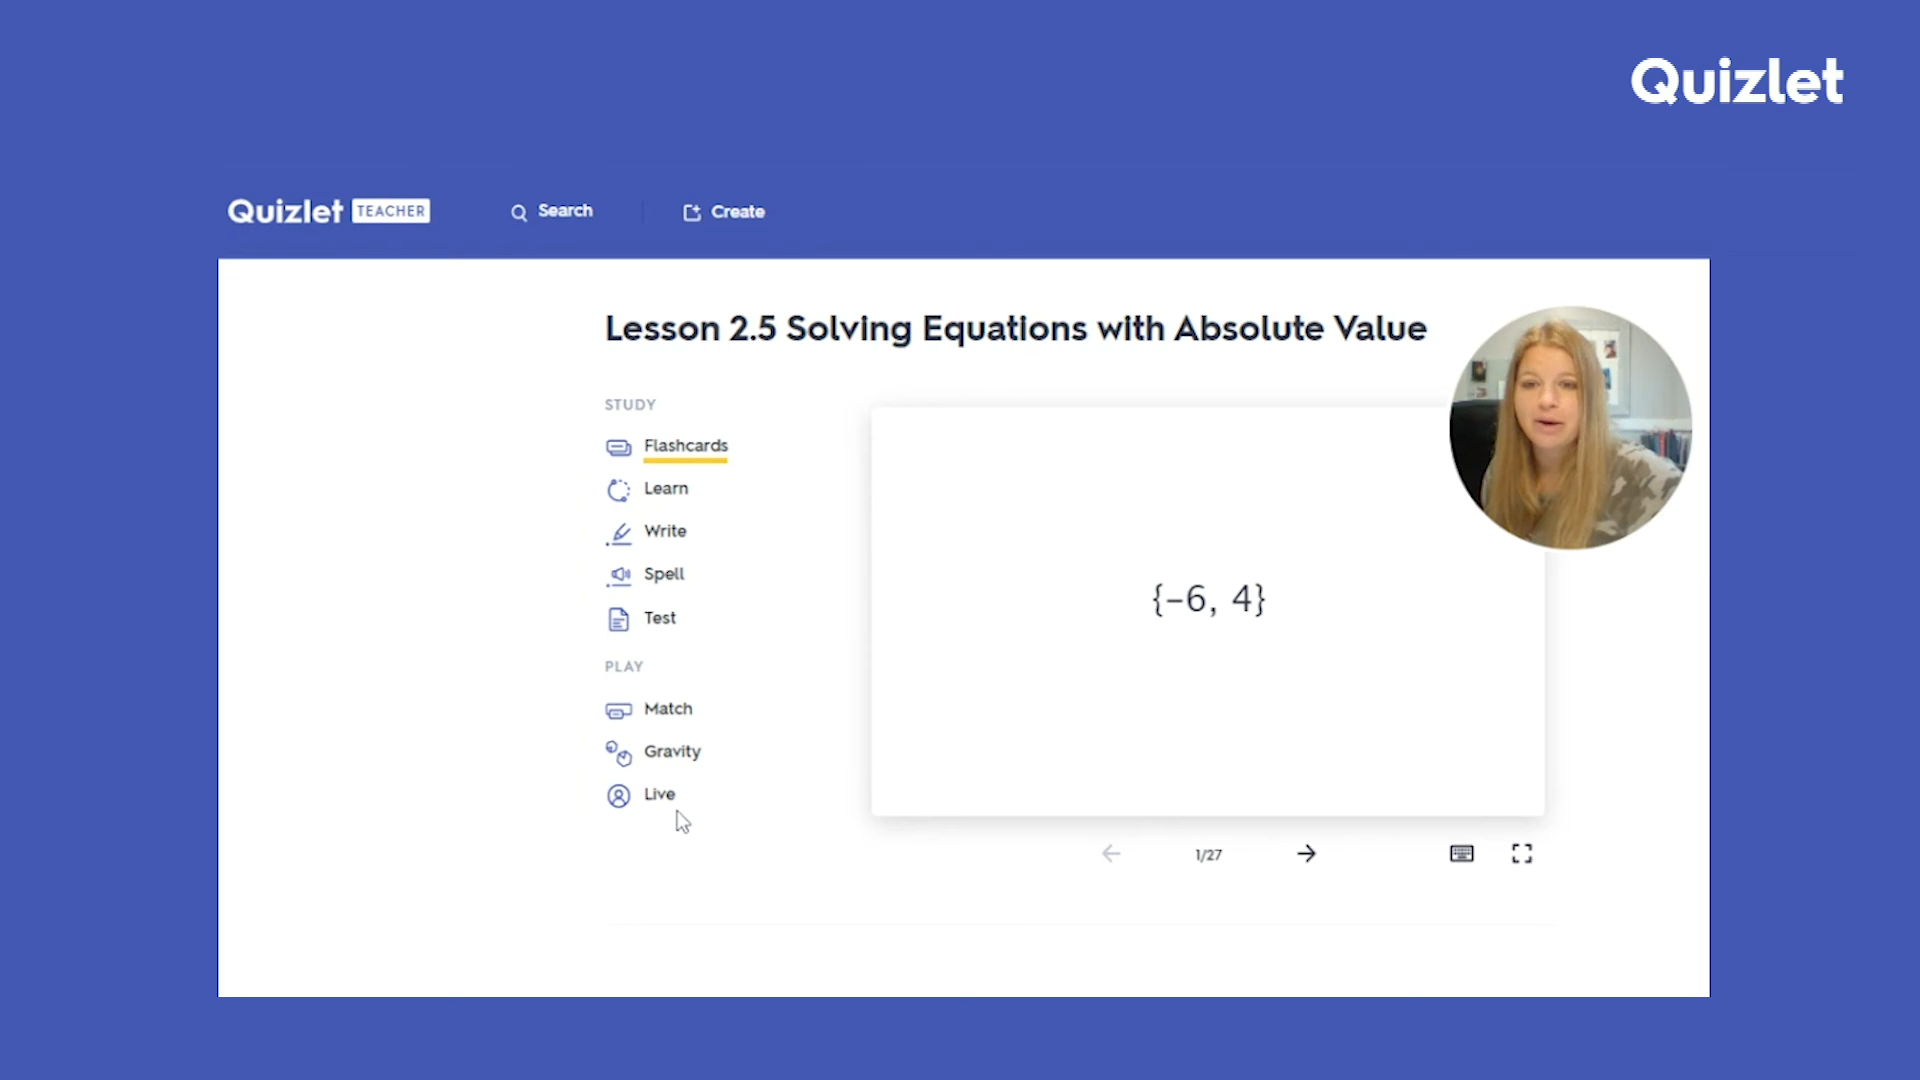 Quizlet
Quizlet TEACHER
Search
Create
Lesson 2.5 Solving Equations with Absolute Value
STUDY
Flashcards
Learn
Write
Spell
Test
PLAY
Match
Gravity
Live
{–6, 4}
1/27